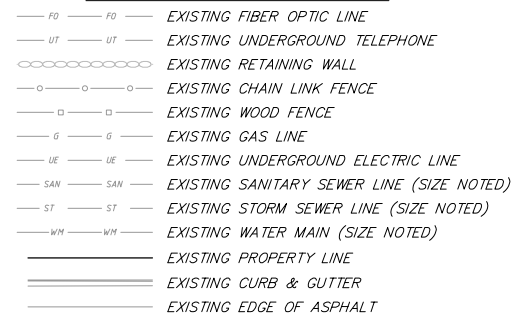 FO FO EXISTING FIBER OPTIC LINE
UT UT EXISTING UNDERGROUND TELEPHONE
EXISTING RETAINING WALL
EXISTING CHAIN LINK FENCE
EXISTING WOOD FENCE
G G EXISTING GAS LINE
UE UE EXISTING UNDERGROUND ELECTRIC LINE
SAN SAN EXISTING SANITARY SEWER LINE (SIZE NOTED)
ST ST EXISTING STORM SEWER LINE (SIZE NOTED)
WM WM EXISTING WATER MAIN (SIZE NOTED)
EXISTING PROPERTY LINE
EXISTING CURB & GUTTER
EXISTING EDGE OF ASPHALT